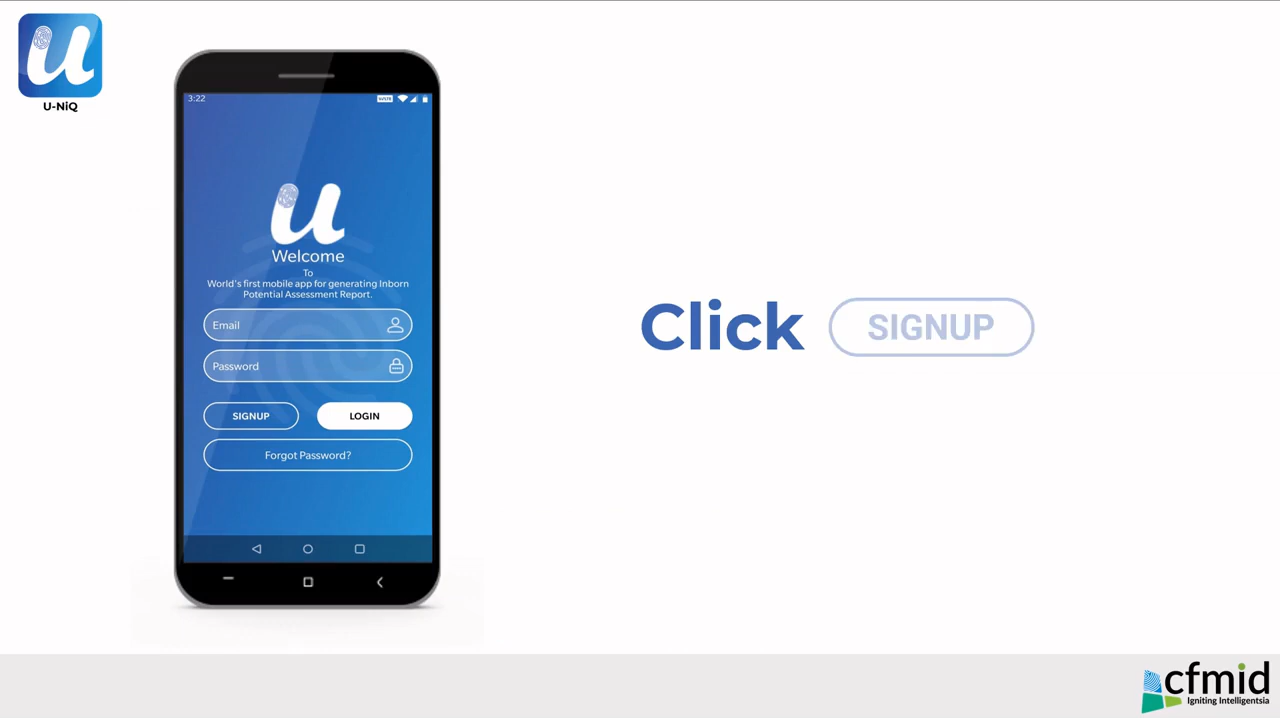 U-NiQ
3:22
u
Welcome
To
World's first mobile app for generating Inborn
Potential Assessment Report.
Email
Password
SIGNUP
LOGIN
Forgot Password?
Click SIGNUP
cfmid
Igniting Intelligentsia